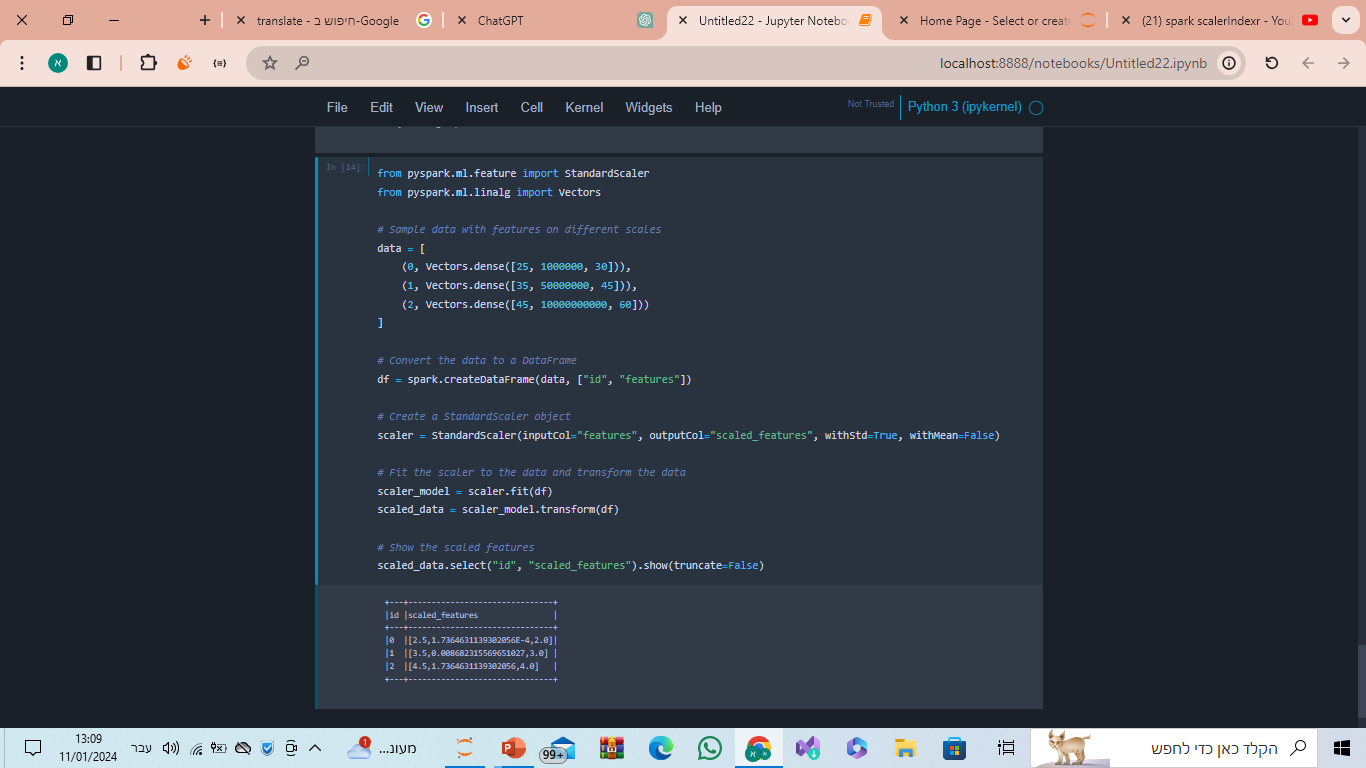 translate - חיפוש ב-Google
ChatGPT
Untitled22 - Jupyter Notebo
Home Page - Select or creat
(21) spark scalerIndexr - You
א
localhost:8888/notebooks/Untitled22.ipynb
File Edit View Insert Cell Kernel Widgets Help
Not Trusted
Python 3 (ipykernel)
In [14]:
from pyspark.ml.feature import StandardScaler
from pyspark.ml.linalg import Vectors
# Sample data with features on different scales
data = [
(0, Vectors.dense([25, 1000000, 30])),
(1, Vectors.dense([35, 50000000, 45])),
(2, Vectors.dense([45, 10000000000, 60]))
]
# Convert the data to a DataFrame
df = spark.createDataFrame(data, ["id", "features"])
# Create a StandardScaler object
scaler = StandardScaler(inputCol="features", outputCol="scaled_features", withStd=True, withMean=False)
# Fit the scaler to the data and transform the data
scaler_model = scaler.fit(df)
scaled_data = scaler_model.transform(df)
# Show the scaled features
scaled_data.select("id", "scaled_features").show(truncate=False)
+---+-------------------------------+
|id |scaled_features                |
+---+-------------------------------+
|0  |[2.5,1.7364631139302056E-4,2.0]|
|1  |[3.5,0.008682315569651027,3.0] |
|2  |[4.5,1.7364631139302056,4.0]   |
+---+-------------------------------+
13:09
11/01/2024
עבר
1
מעונ...
99+
הקלד כאן כדי לחפש